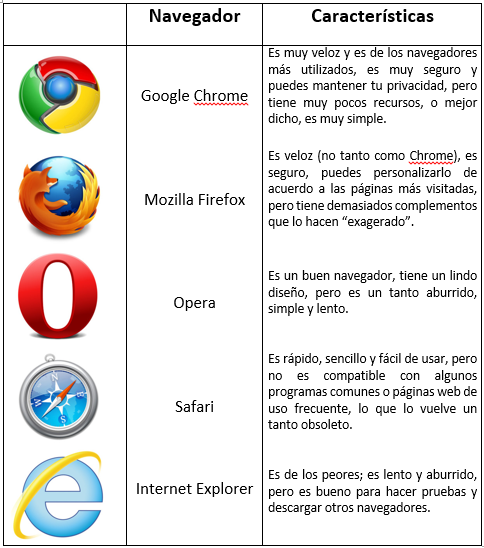 Navegador
Características
Google Chrome
Es muy veloz y es de los navegadores
más utilizados, es muy seguro y
puedes mantener tu privacidad, pero
tiene muy pocos recursos, o mejor
dicho, es muy simple.
Mozilla Firefox
Es veloz (no tanto como Chrome), es
seguro, puedes personalizarlo de
acuerdo a las páginas más visitadas,
pero tiene demasiados complementos
que lo hacen “exagerado”.
Opera
Es un buen navegador, tiene un lindo
diseño, pero es un tanto aburrido,
simple y lento.
N
E
S
W
Safari
Es rápido, sencillo y fácil de usar, pero
no es compatible con algunos
programas comunes o páginas web de
uso frecuente, lo que lo vuelve un
tanto obsoleto.
Internet Explorer
Es de los peores; es lento y aburrido,
pero es bueno para hacer pruebas y
descargar otros navegadores.